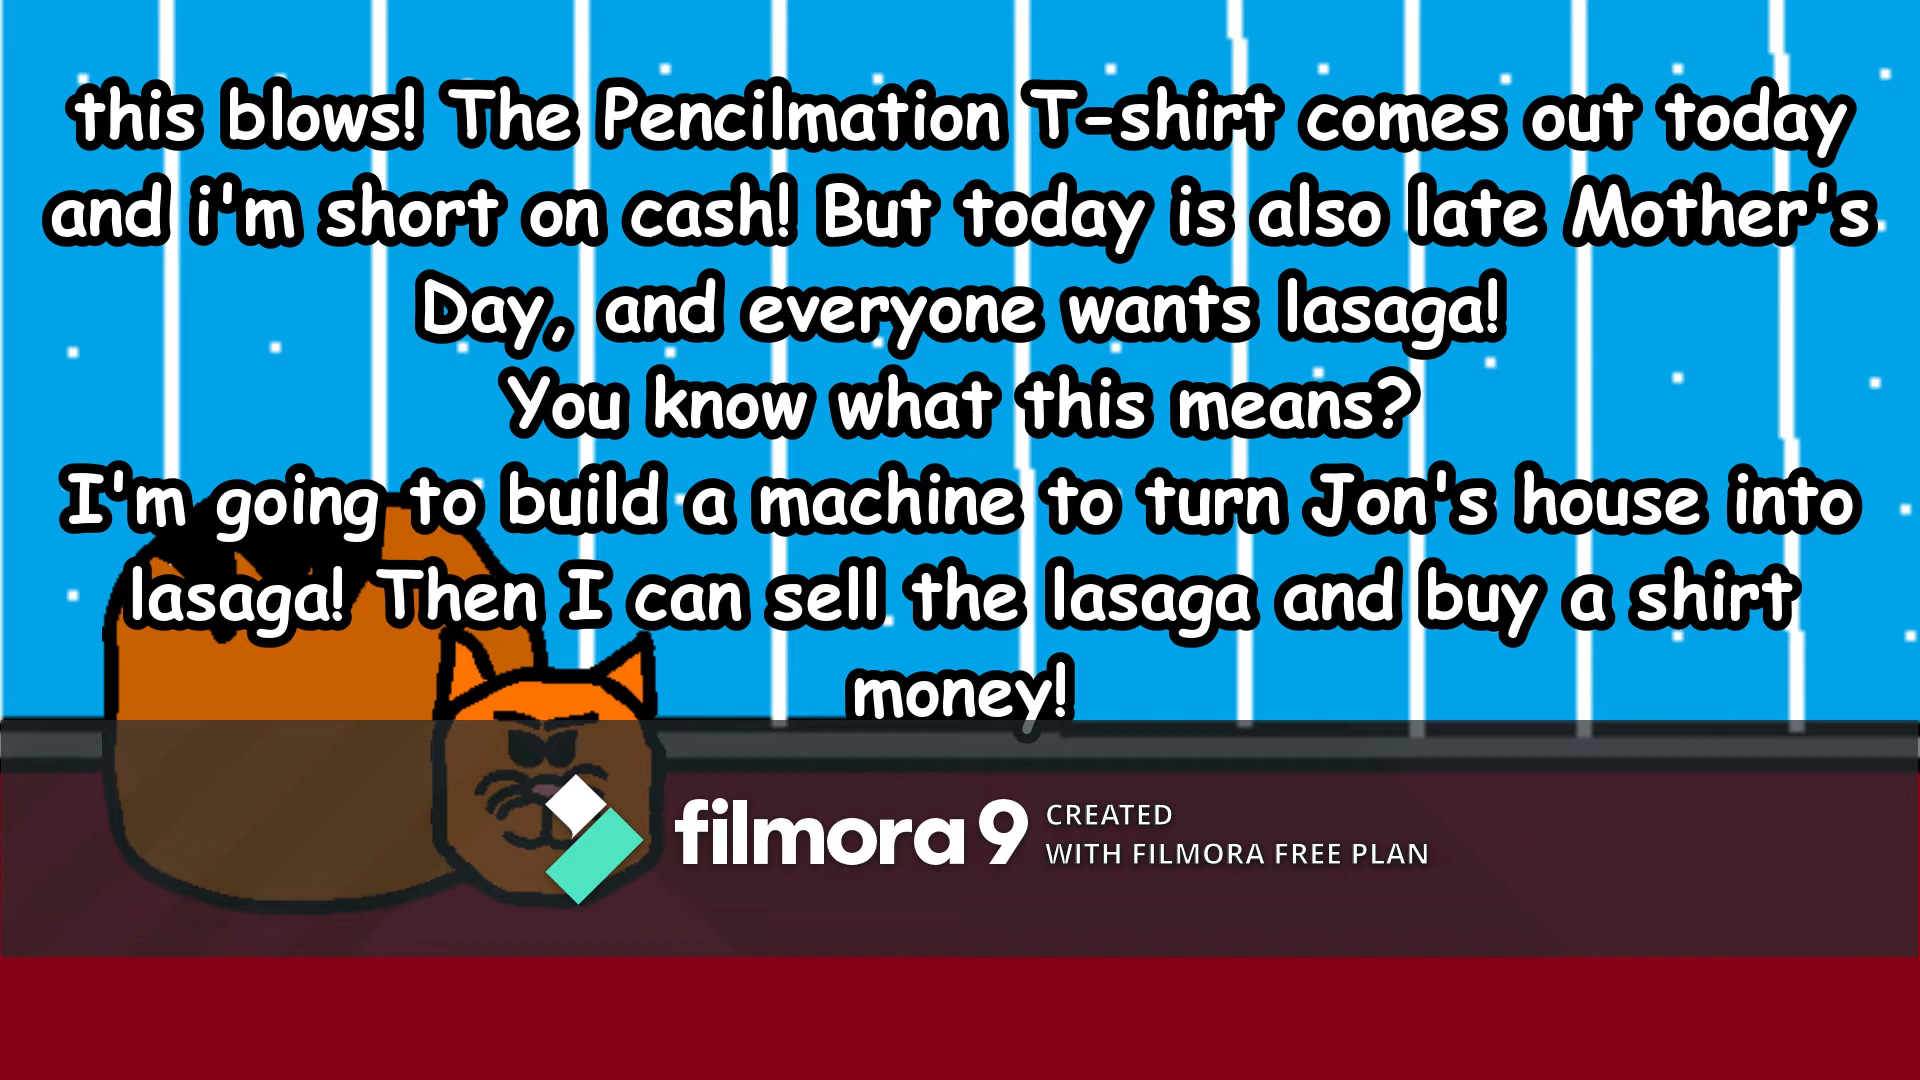 this blows! The Pencilmation T-shirt comes out today
and i'm short on cash! But today is also late Mother's
Day, and everyone wants lasaga!
You know what this means?
I'm going to build a machine to turn Jon's house into
lasaga! Then I can sell the lasaga and buy a shirt
money!
filmora 9
CREATED
WITH FILMORA FREE PLAN